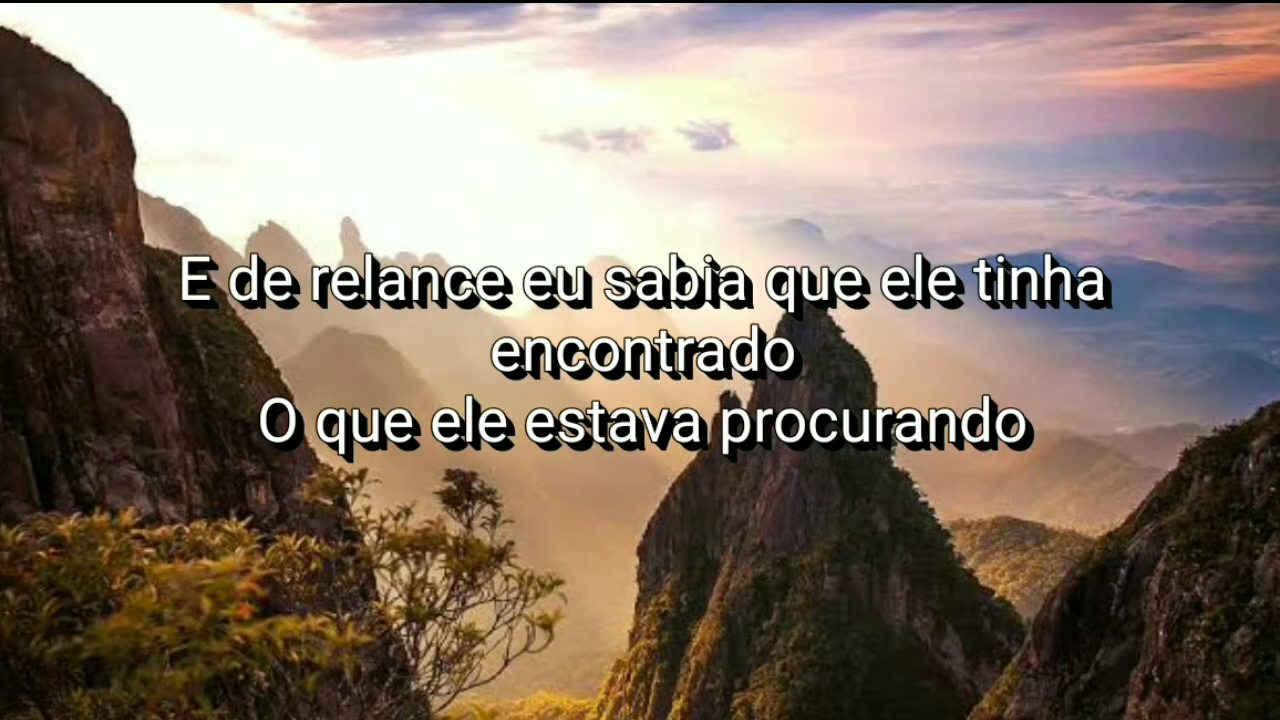 E de relance eu sabia que ele tinha
encontrado
O que ele estava procurando